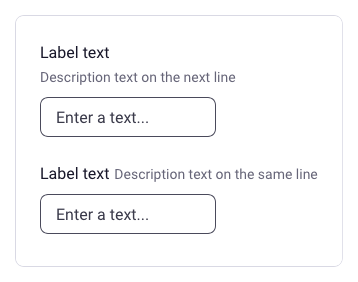 Label text
Description text on the next line
Enter a text...
Label text Description text on the same line
Enter a text...